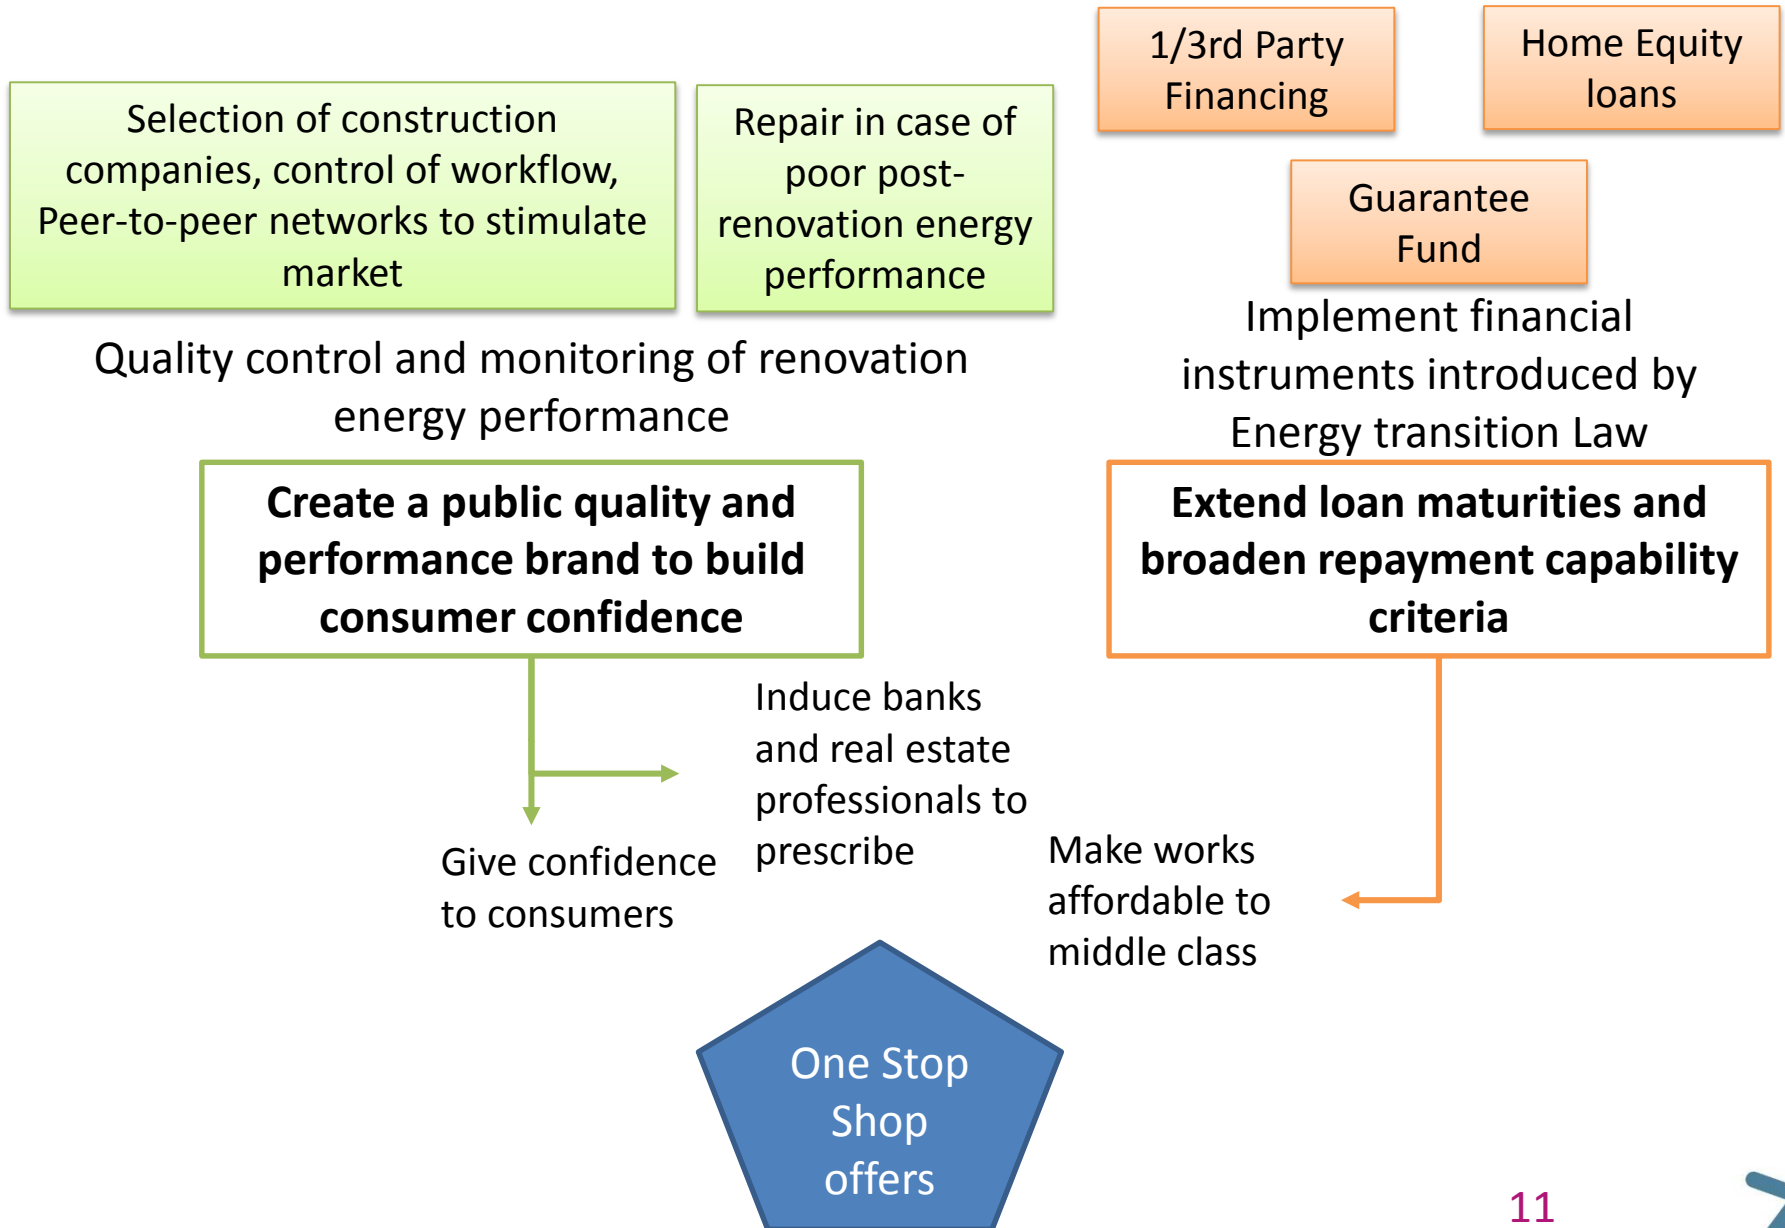 Selection of construction
companies, control of workflow,
Peer-to-peer networks to stimulate
market
Repair in case of
poor post-
renovation energy
performance
1/3rd Party
Financing
Home Equity
loans
Guarantee
Fund
Quality control and monitoring of renovation
energy performance
Implement financial
instruments introduced by
Energy transition Law
Create a public quality and
performance brand to build
consumer confidence
Extend loan maturities and
broaden repayment capability
criteria
Induce banks
and real estate
professionals to
prescribe
Give confidence
to consumers
Make works
affordable to
middle class
One Stop
Shop
offers
11